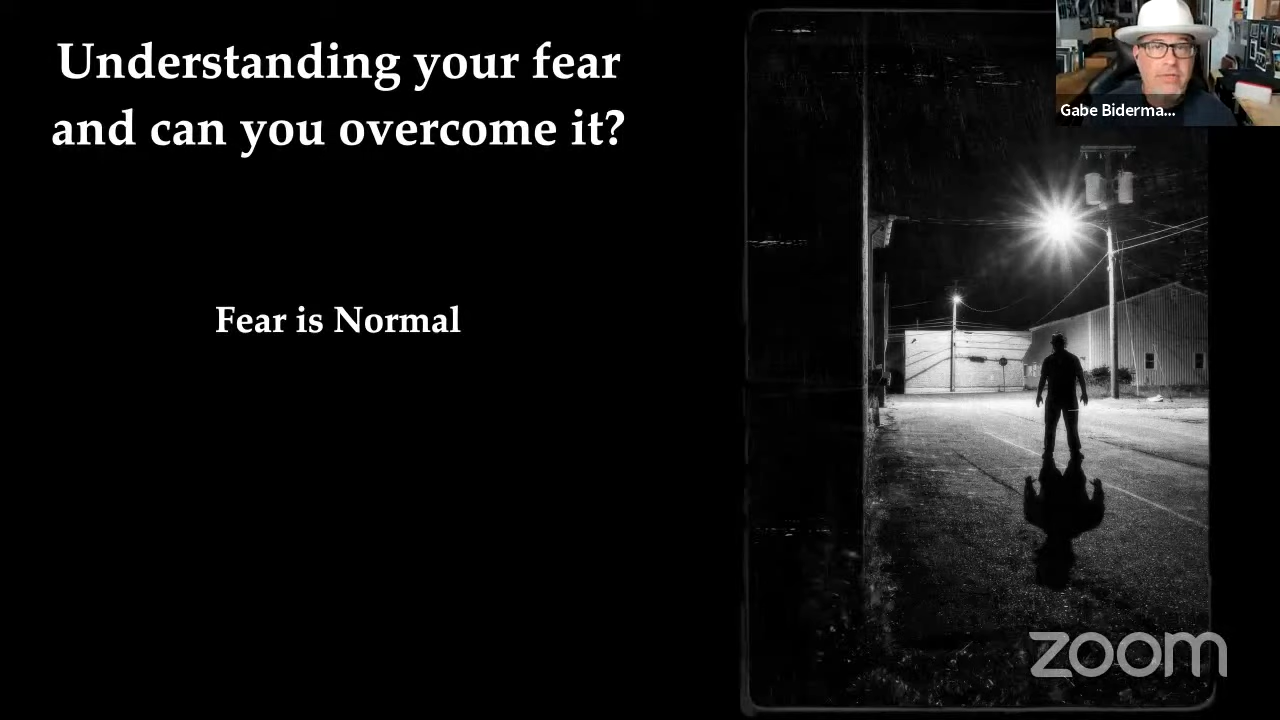 Understanding your fear
and can you overcome it?
Fear is Normal
Gabe Biderma...
zoom